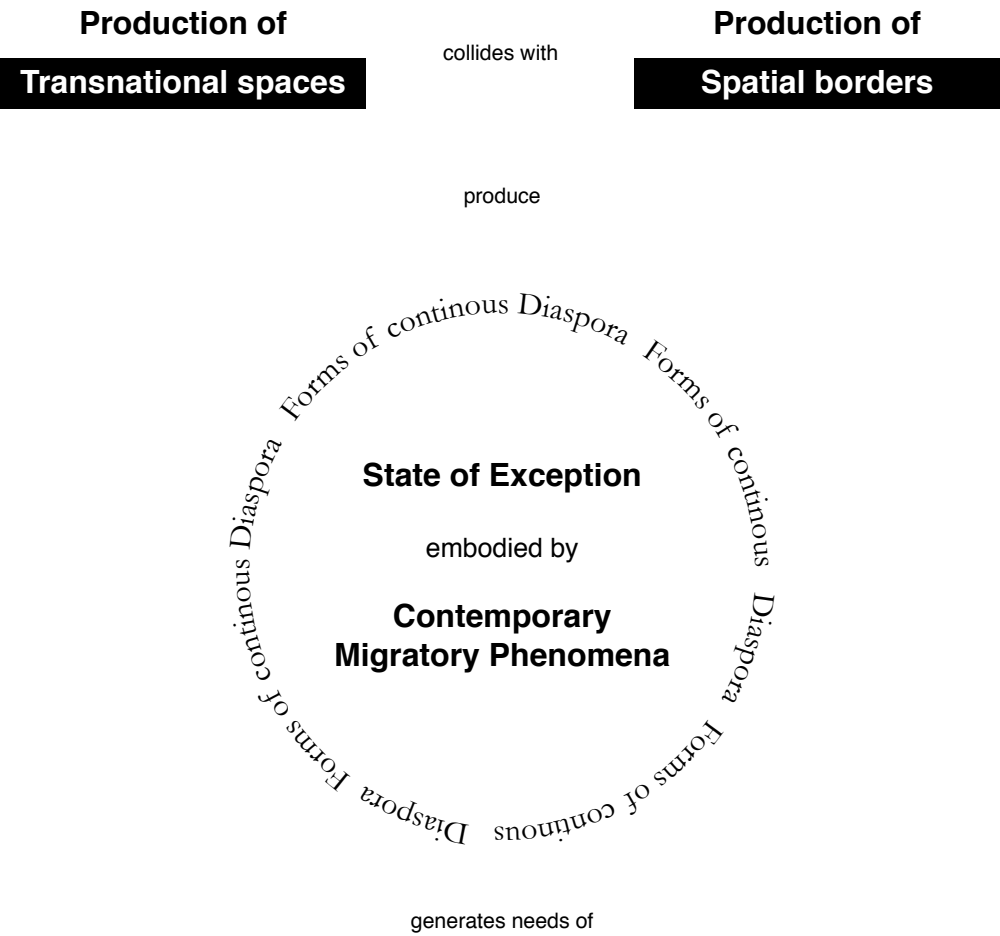 Production of
Transnational spaces
collides with
Production of
Spatial borders
produce
Forms of continous Diaspora
Forms of continous Diaspora
Forms of continous Diaspora
Forms of continous Diaspora
State of Exception
embodied by
Contemporary
Migratory Phenomena
generates needs of